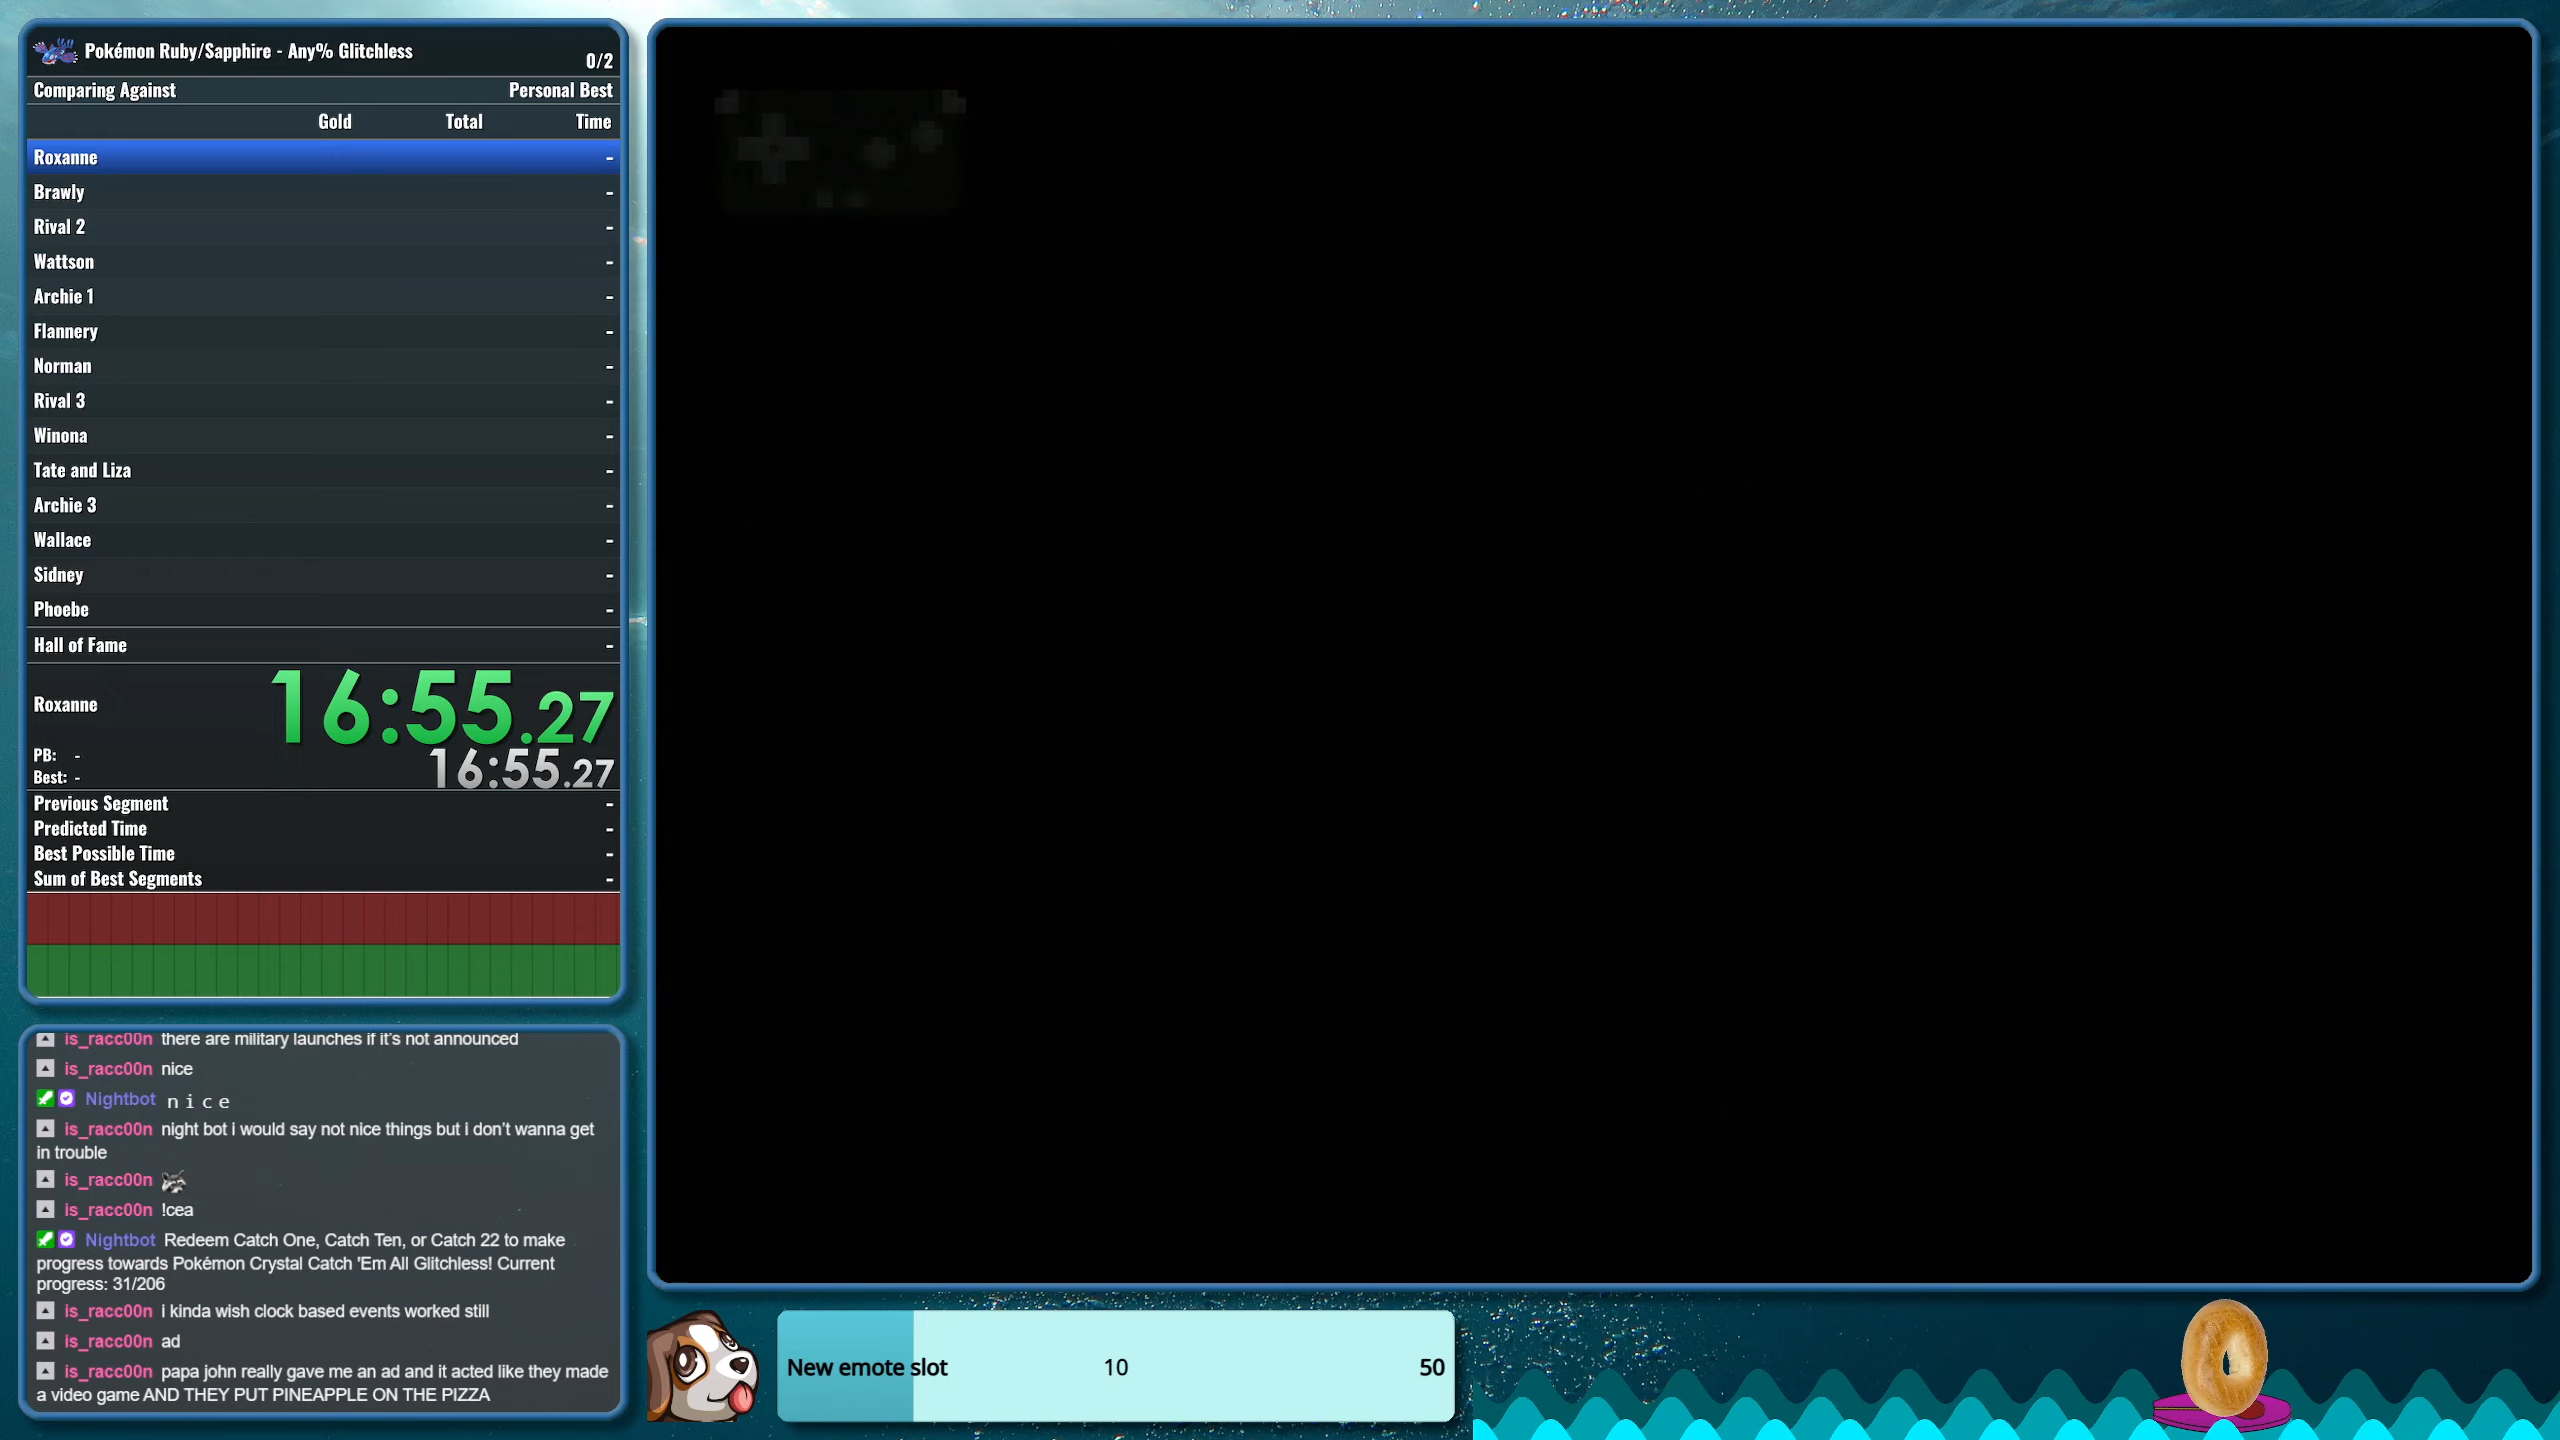 Pokémon Ruby/Sapphire - Any% Glitchless
0/2
Comparing Against Personal Best
Gold Total Time
Roxanne -
Brawly -
Rival 2 -
Wattson -
Archie 1 -
Flannery -
Norman -
Rival 3 -
Winona -
Tate and Liza -
Archie 3 -
Wallace -
Sidney -
Phoebe -
Hall of Fame -
Roxanne 16:55.27
PB: -
Best: - 16:55.27
Previous Segment -
Predicted Time -
Best Possible Time -
Sum of Best Segments -
is_racc00n there are military launches if it's not announced
is_racc00n nice
Nightbot n i c e
is_racc00n night bot i would say not nice things but i don't wanna get
in trouble
is_racc00n
is_racc00n !cea
Nightbot Redeem Catch One, Catch Ten, or Catch 22 to make
progress towards Pokémon Crystal Catch 'Em All Glitchless! Current
progress: 31/206
is_racc00n i kinda wish clock based events worked still
is_racc00n ad
is_racc00n papa john really gave me an ad and it acted like they made
a video game AND THEY PUT PINEAPPLE ON THE PIZZA
New emote slot 10 50